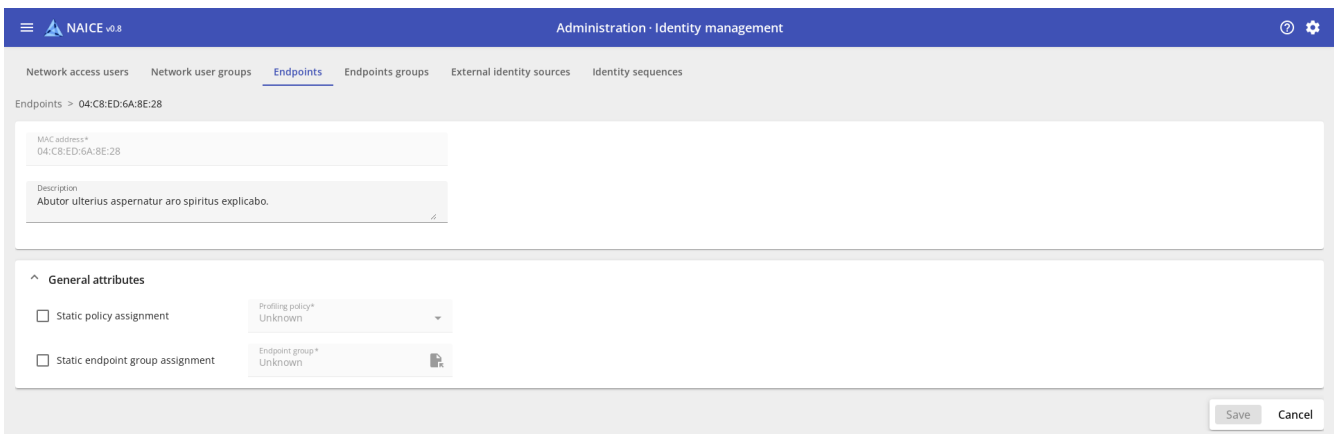 NAICE v0.8
Administration · Identity management
Network access users Network user groups Endpoints Endpoints groups External identity sources Identity sequences
Endpoints > 04:C8:ED:6A:8E:28
MAC address*
04:C8:ED:6A:8E:28
Description
Abutor ulterius aspernatur aro spiritus explicabo.
General attributes
Static policy assignment
Profiling policy*
Unknown
Static endpoint group assignment
Endpoint group*
Unknown
Save Cancel